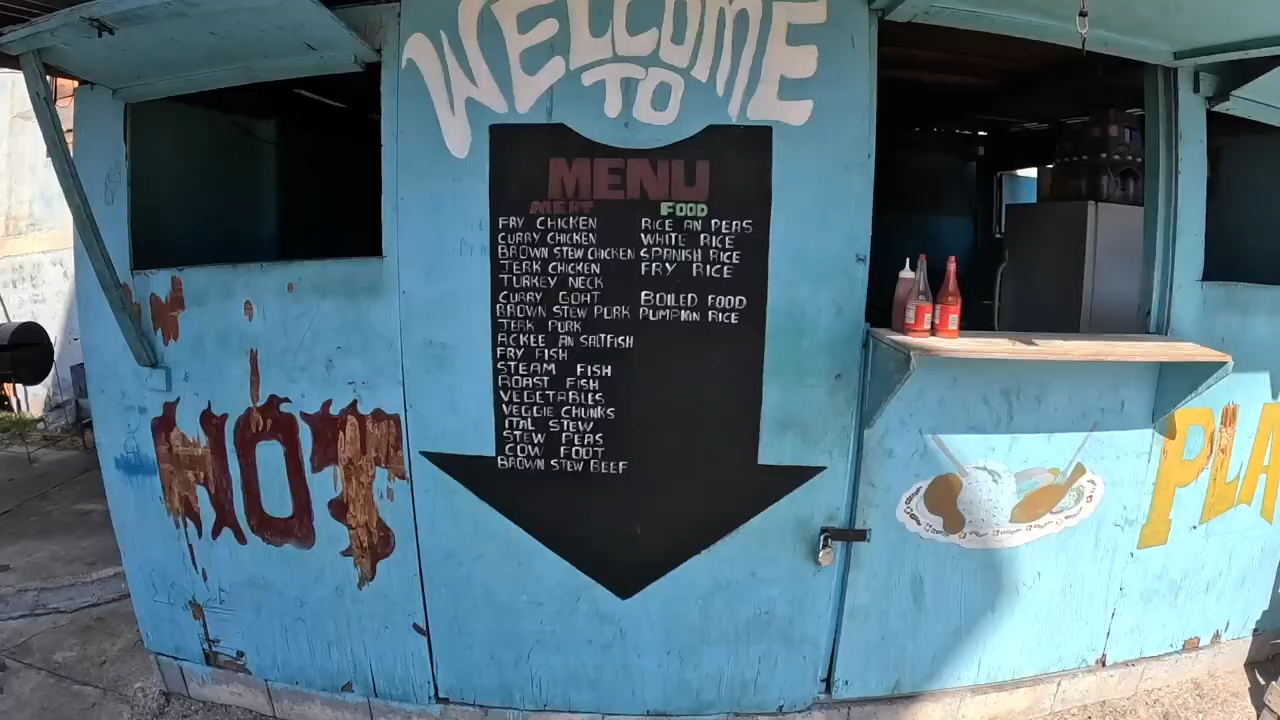 WELCOME
TO
MENU
MEAT
FRY CHICKEN
CURRY CHICKEN
BROWN STEW CHICKEN
JERK CHICKEN
TURKEY NECK
CURRY GOAT
BROWN STEW PORK
JERK PORK
ACKEE AN SALTFISH
FRY FISH
STEAM FISH
ROAST FISH
VEGETABLES
VEGGIE CHUNKS
ITAL STEW
STEW PEAS
COW FOOT
BROWN STEW BEEF
FOOD
RICE AN PEAS
WHITE RICE
SPANISH RICE
FRY RICE
BOILED FOOD
PUMPKIN RICE
HOT
PLA